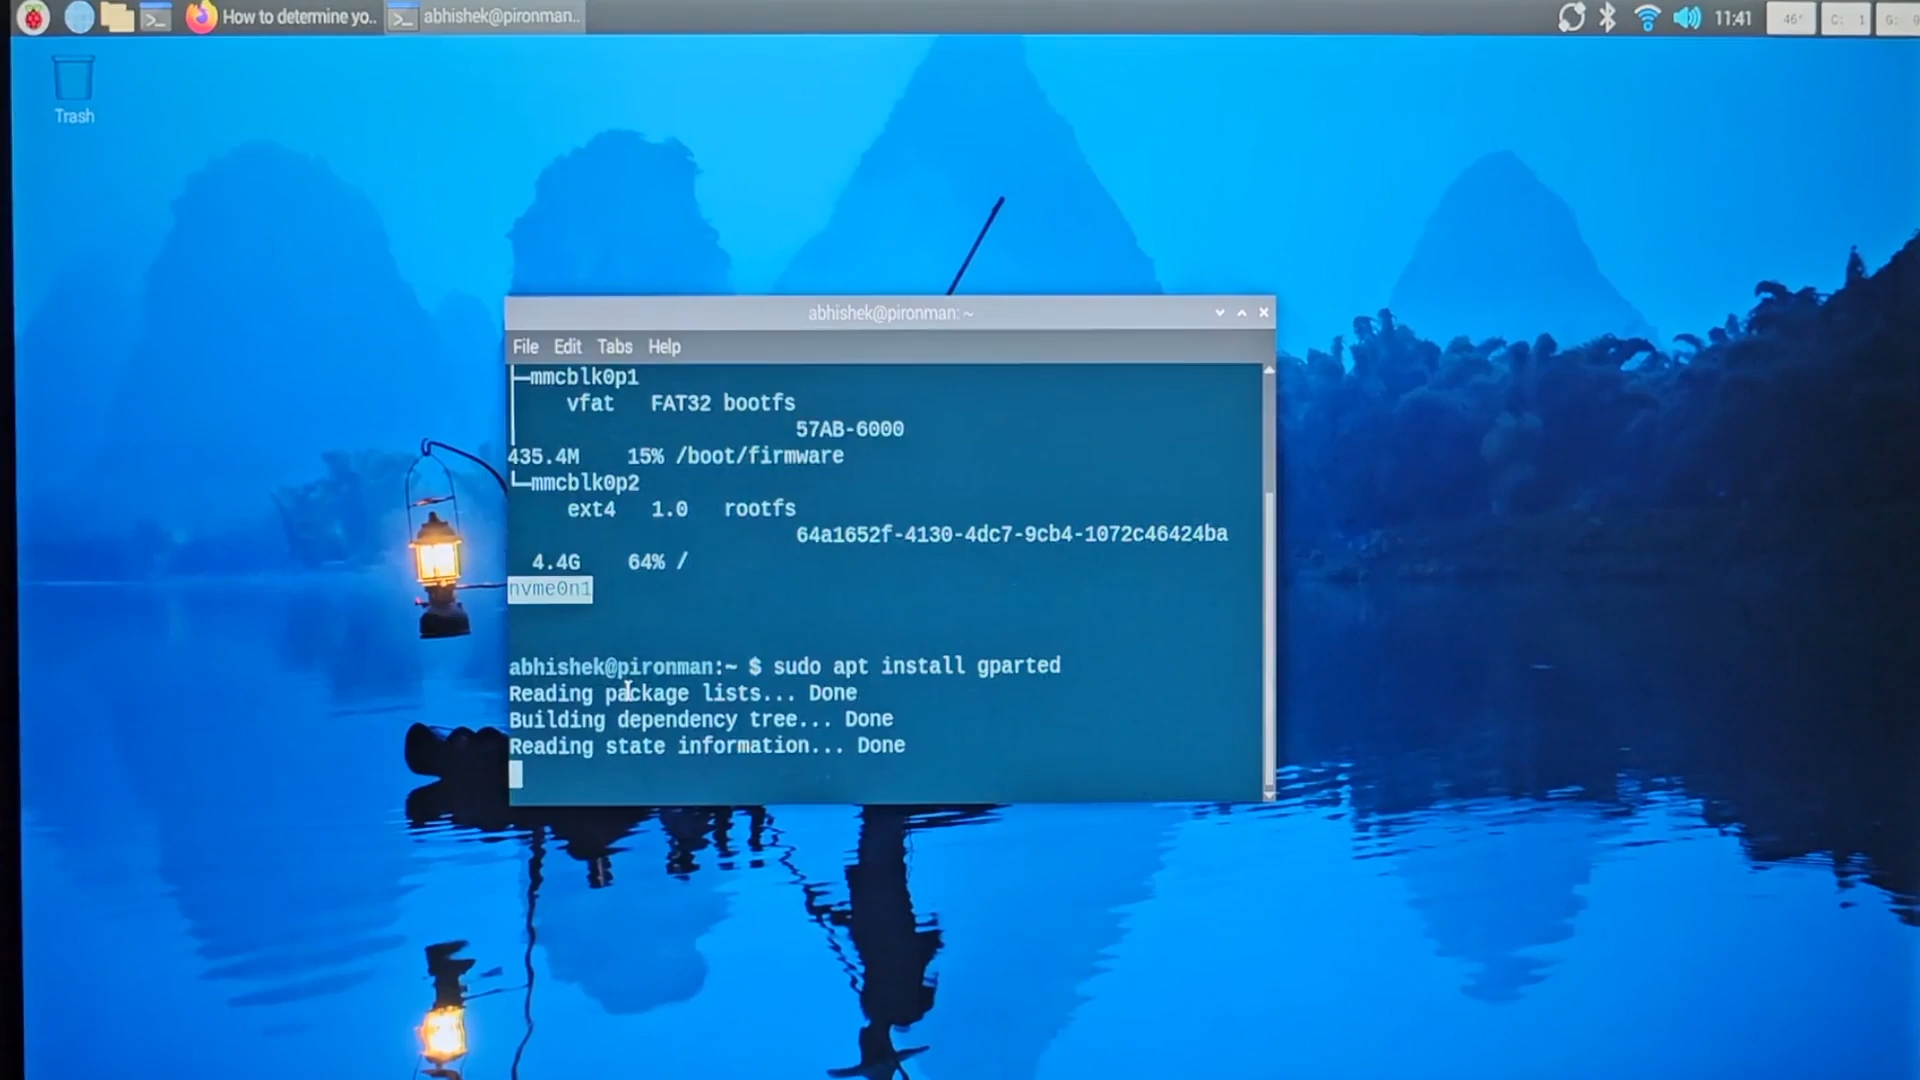 How to determine yo..
abhishek@pironman..
11:41
46°
C: 1
G:
Trash
abhishek@pironman: ~
File Edit Tabs Help
├─mmcblk0p1
vfat FAT32 bootfs
57AB-6000
435.4M 15% /boot/firmware
└─mmcblk0p2
ext4 1.0 rootfs
64a1652f-4130-4dc7-9cb4-1072c46424ba
4.4G 64% /
nvme0n1
abhishek@pironman:~ $ sudo apt install gparted
Reading package lists... Done
Building dependency tree... Done
Reading state information... Done